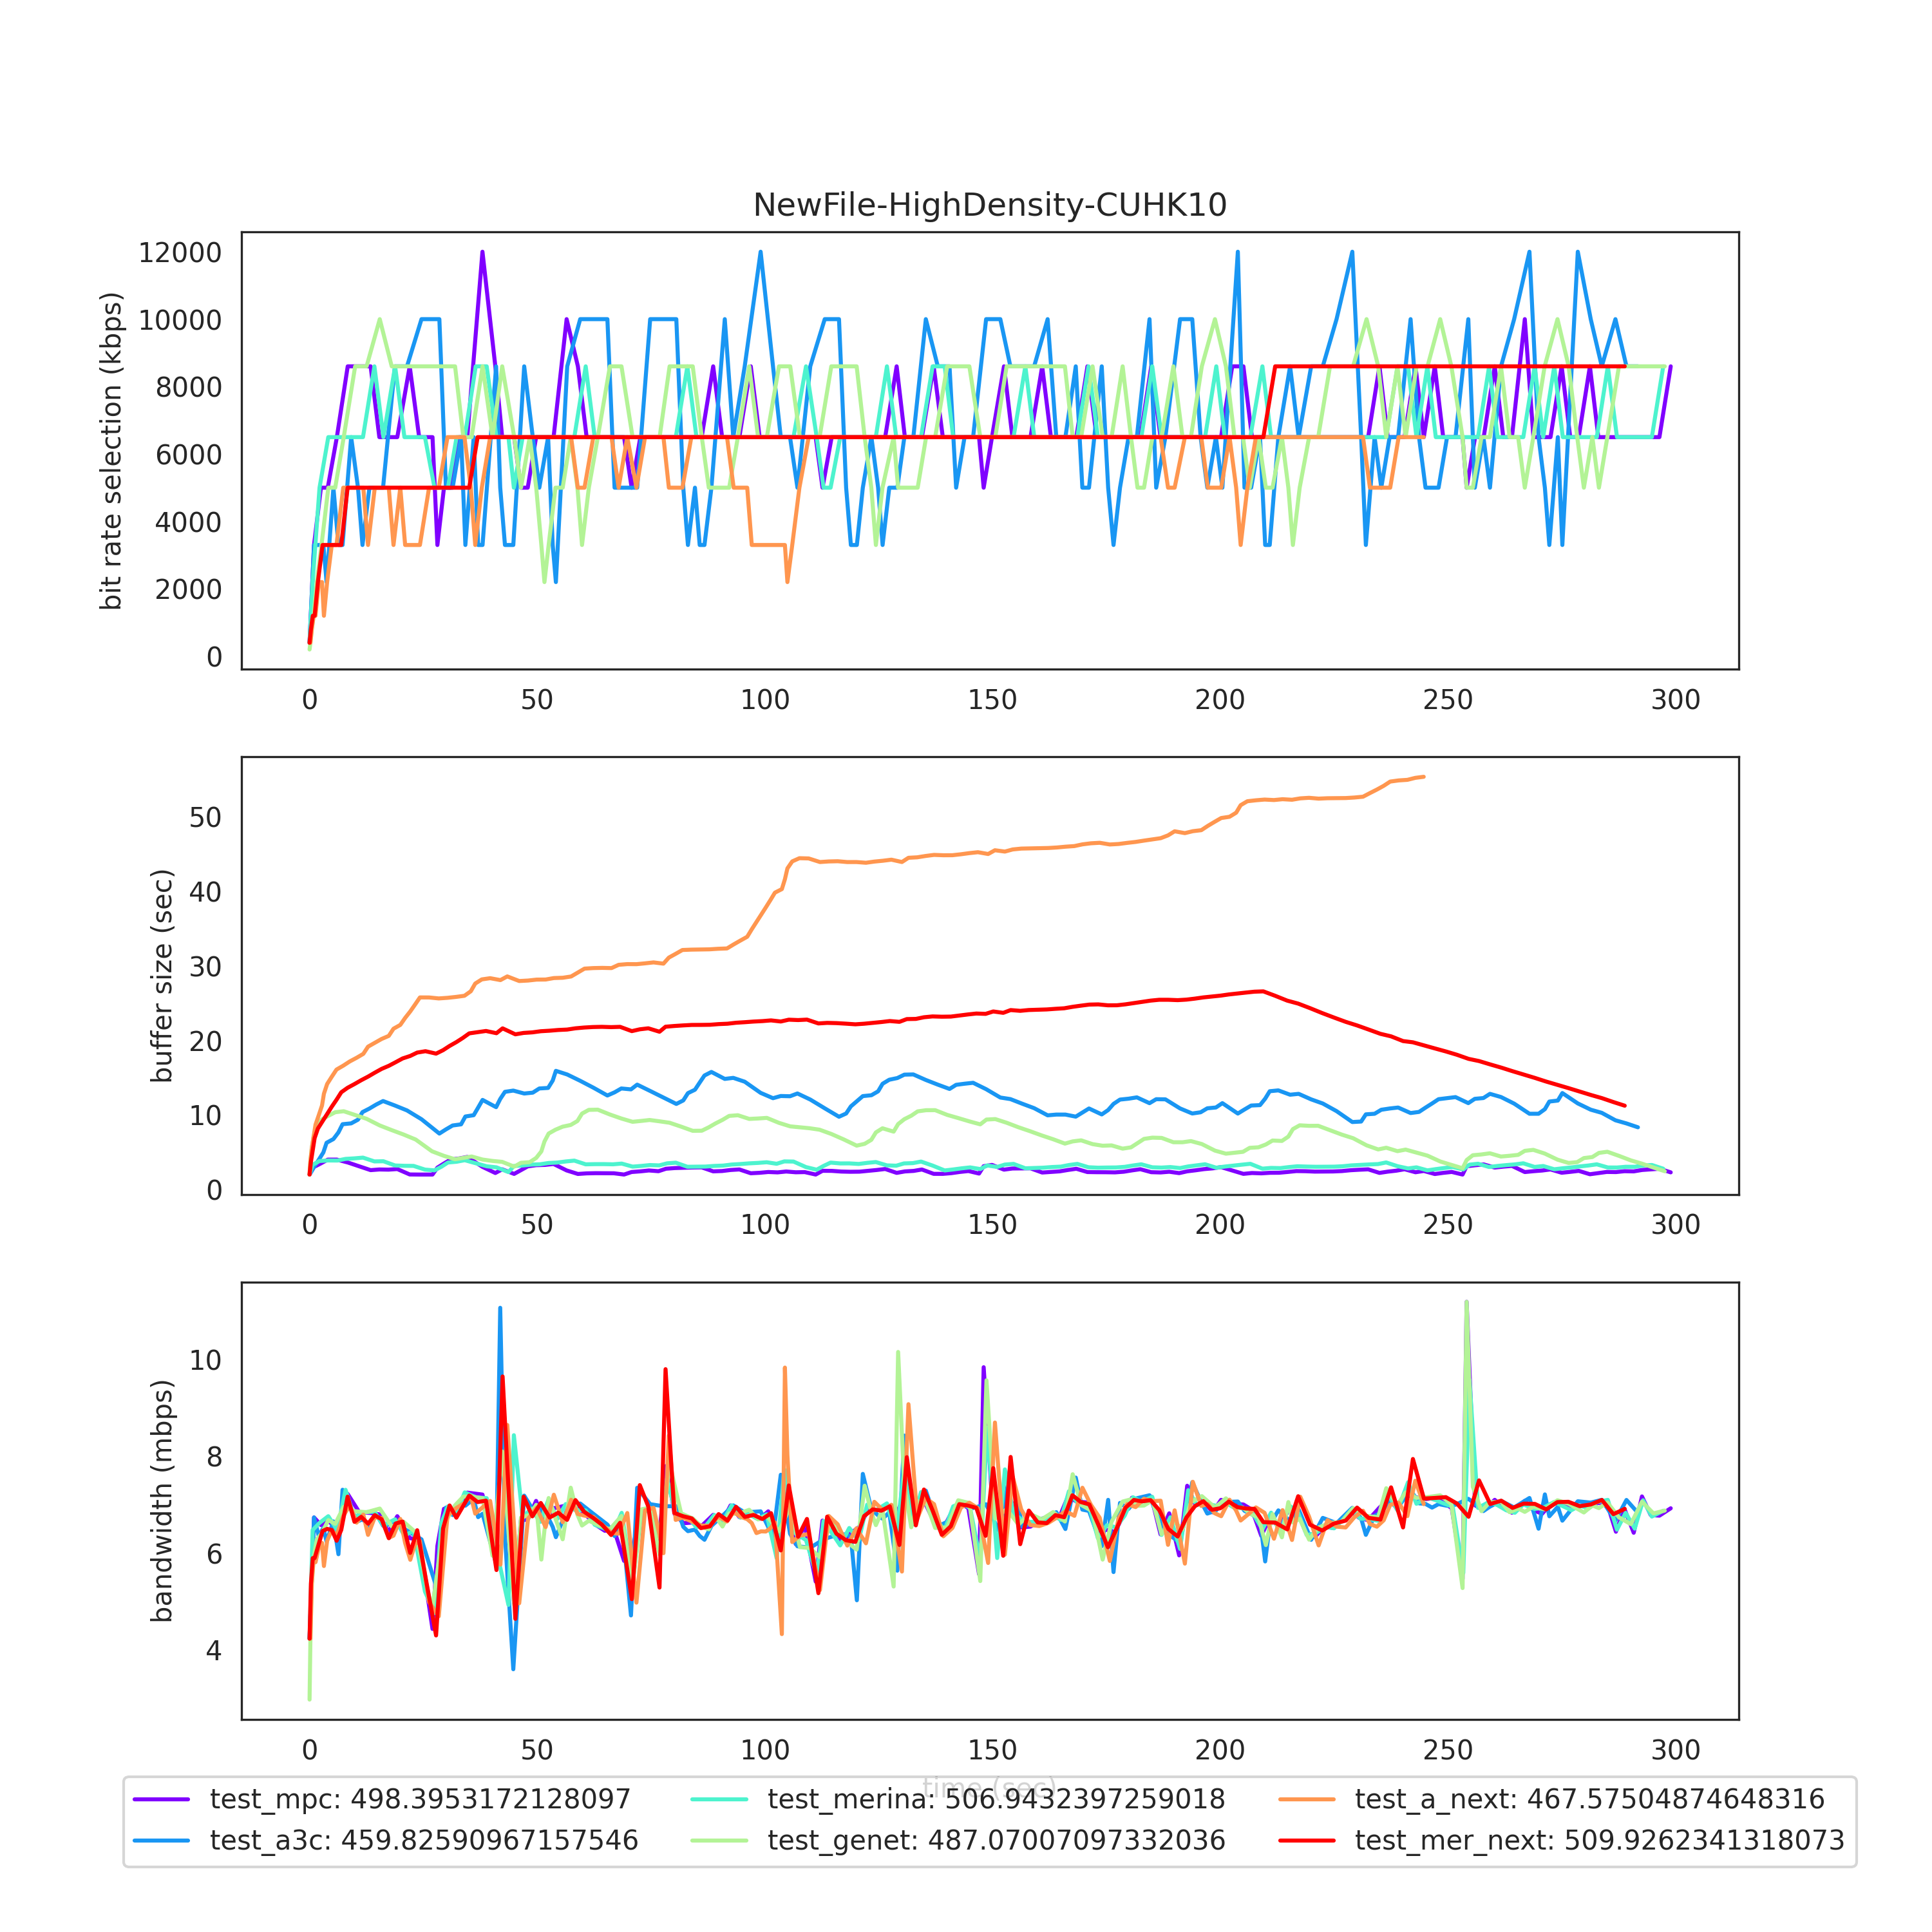 NewFile-HighDensity-CUHK10
bit rate selection (kbps)
12000
10000
8000
6000
4000
2000
0
0 50 100 150 200 250 300
buffer size (sec)
50
40
30
20
10
0
0 50 100 150 200 250 300
bandwidth (mbps)
10
8
6
4
0 50 100 150 200 250 300
time (sec)
test_mpc: 498.3953172128097 test_merina: 506.9432397259018 test_a_next: 467.57504874648316
test_a3c: 459.82590967157546 test_genet: 487.07007097332036 test_mer_next: 509.9262341318073